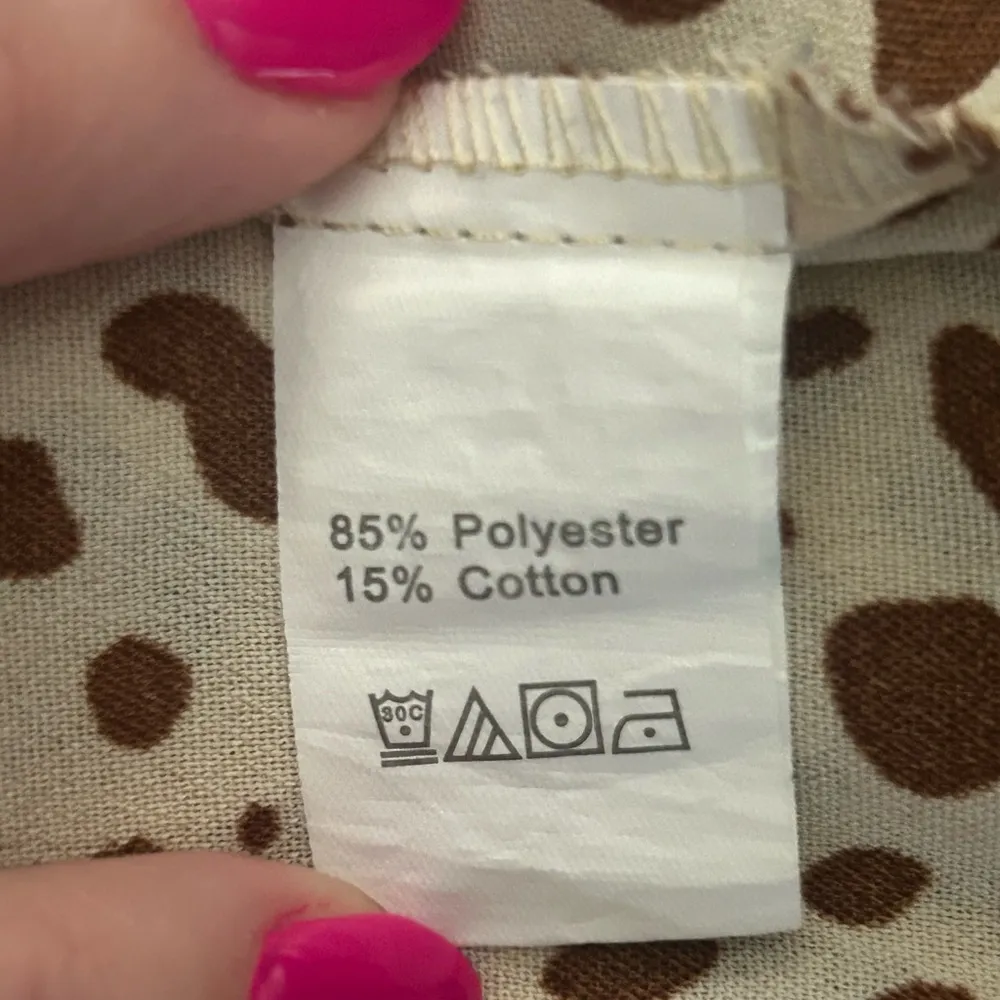 85% Polyester
15% Cotton
30C